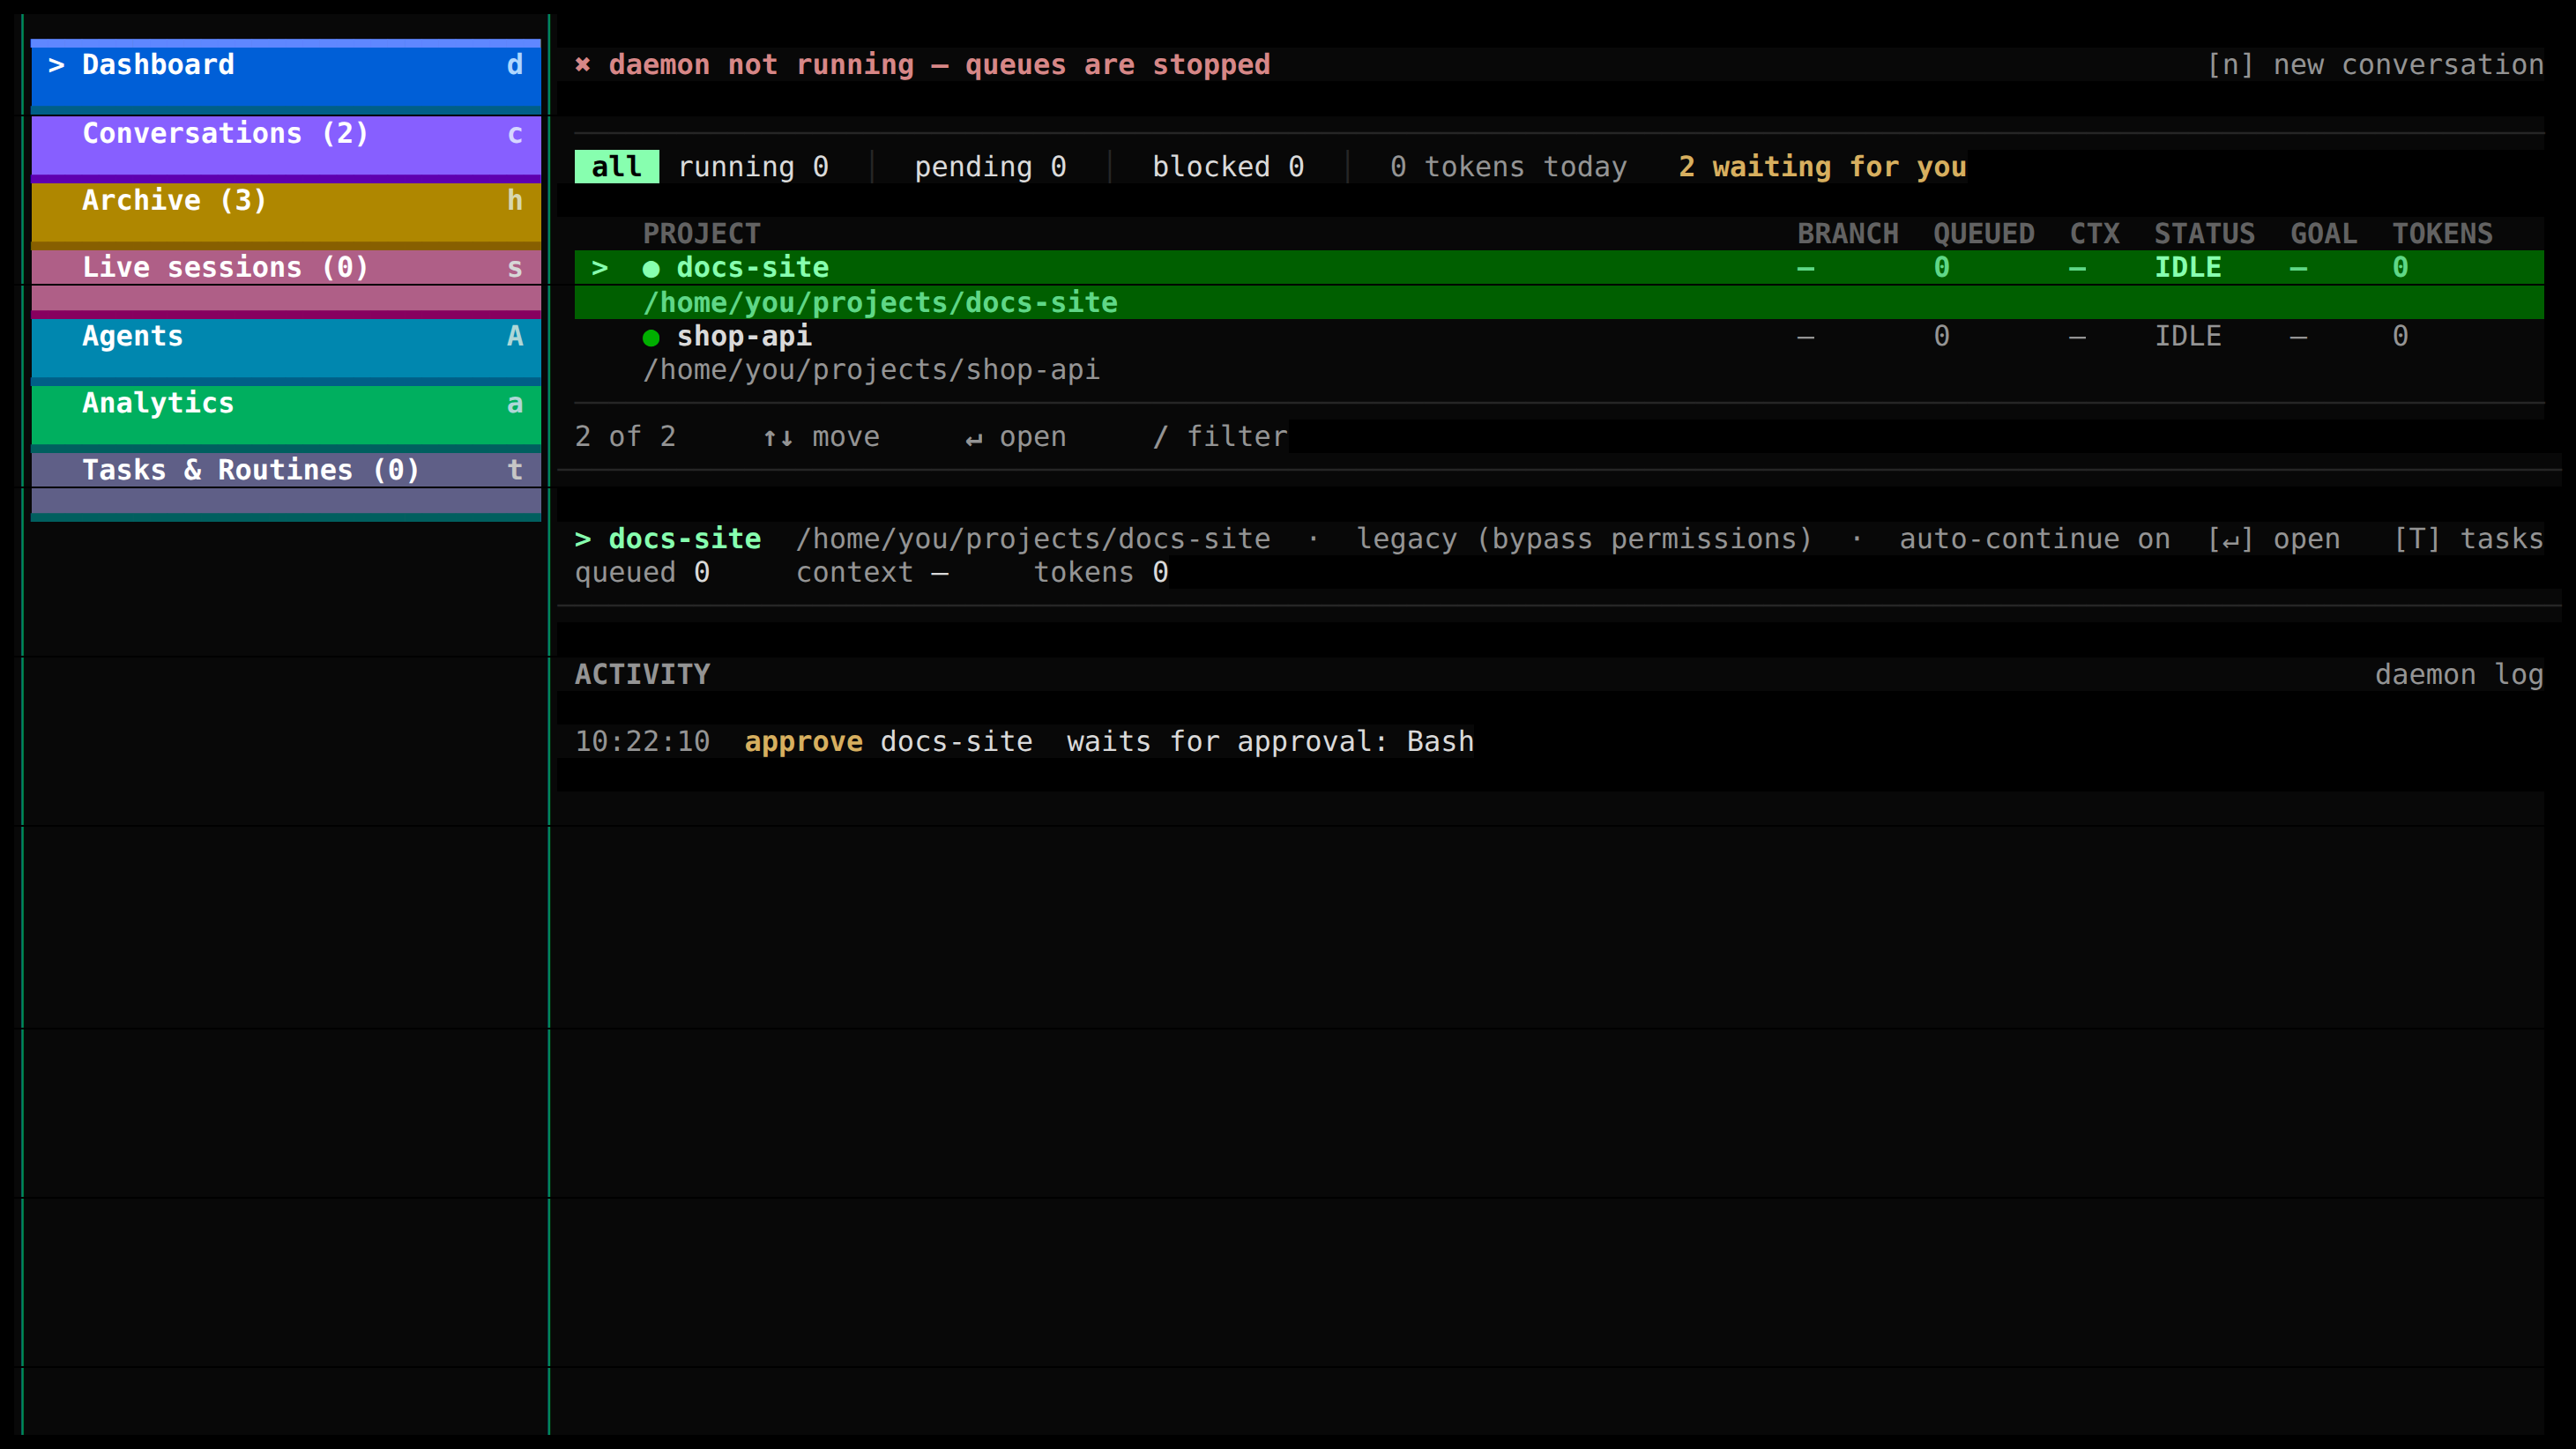 > Dashboard d
Conversations (2) c
Archive (3) h
Live sessions (0) s
Agents A
Analytics a
Tasks & Routines (0) t
✖ daemon not running — queues are stopped [n] new conversation
all running 0 │ pending 0 │ blocked 0 │ 0 tokens today 2 waiting for you
PROJECT BRANCH QUEUED CTX STATUS GOAL TOKENS
> ● docs-site — 0 — IDLE — 0
/home/you/projects/docs-site
● shop-api — 0 — IDLE — 0
/home/you/projects/shop-api
2 of 2 ↑↓ move ↵ open / filter
> docs-site /home/you/projects/docs-site · legacy (bypass permissions) · auto-continue on [↵] open [T] tasks
queued 0 context — tokens 0
ACTIVITY daemon log
10:22:10 approve docs-site waits for approval: Bash